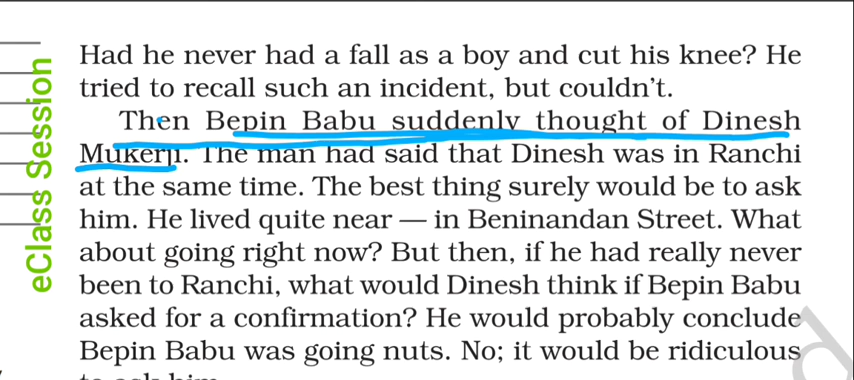 Had he never had a fall as a boy and cut his knee? He
tried to recall such an incident, but couldn't.
Then Bepin Babu suddenly thought of Dinesh
Mukerji. The man had said that Dinesh was in Ranchi
at the same time. The best thing surely would be to ask
him. He lived quite near — in Beninandan Street. What
about going right now? But then, if he had really never
been to Ranchi, what would Dinesh think if Bepin Babu
asked for a confirmation? He would probably conclude
Bepin Babu was going nuts. No; it would be ridiculous
to ask him.
eClass Session
d